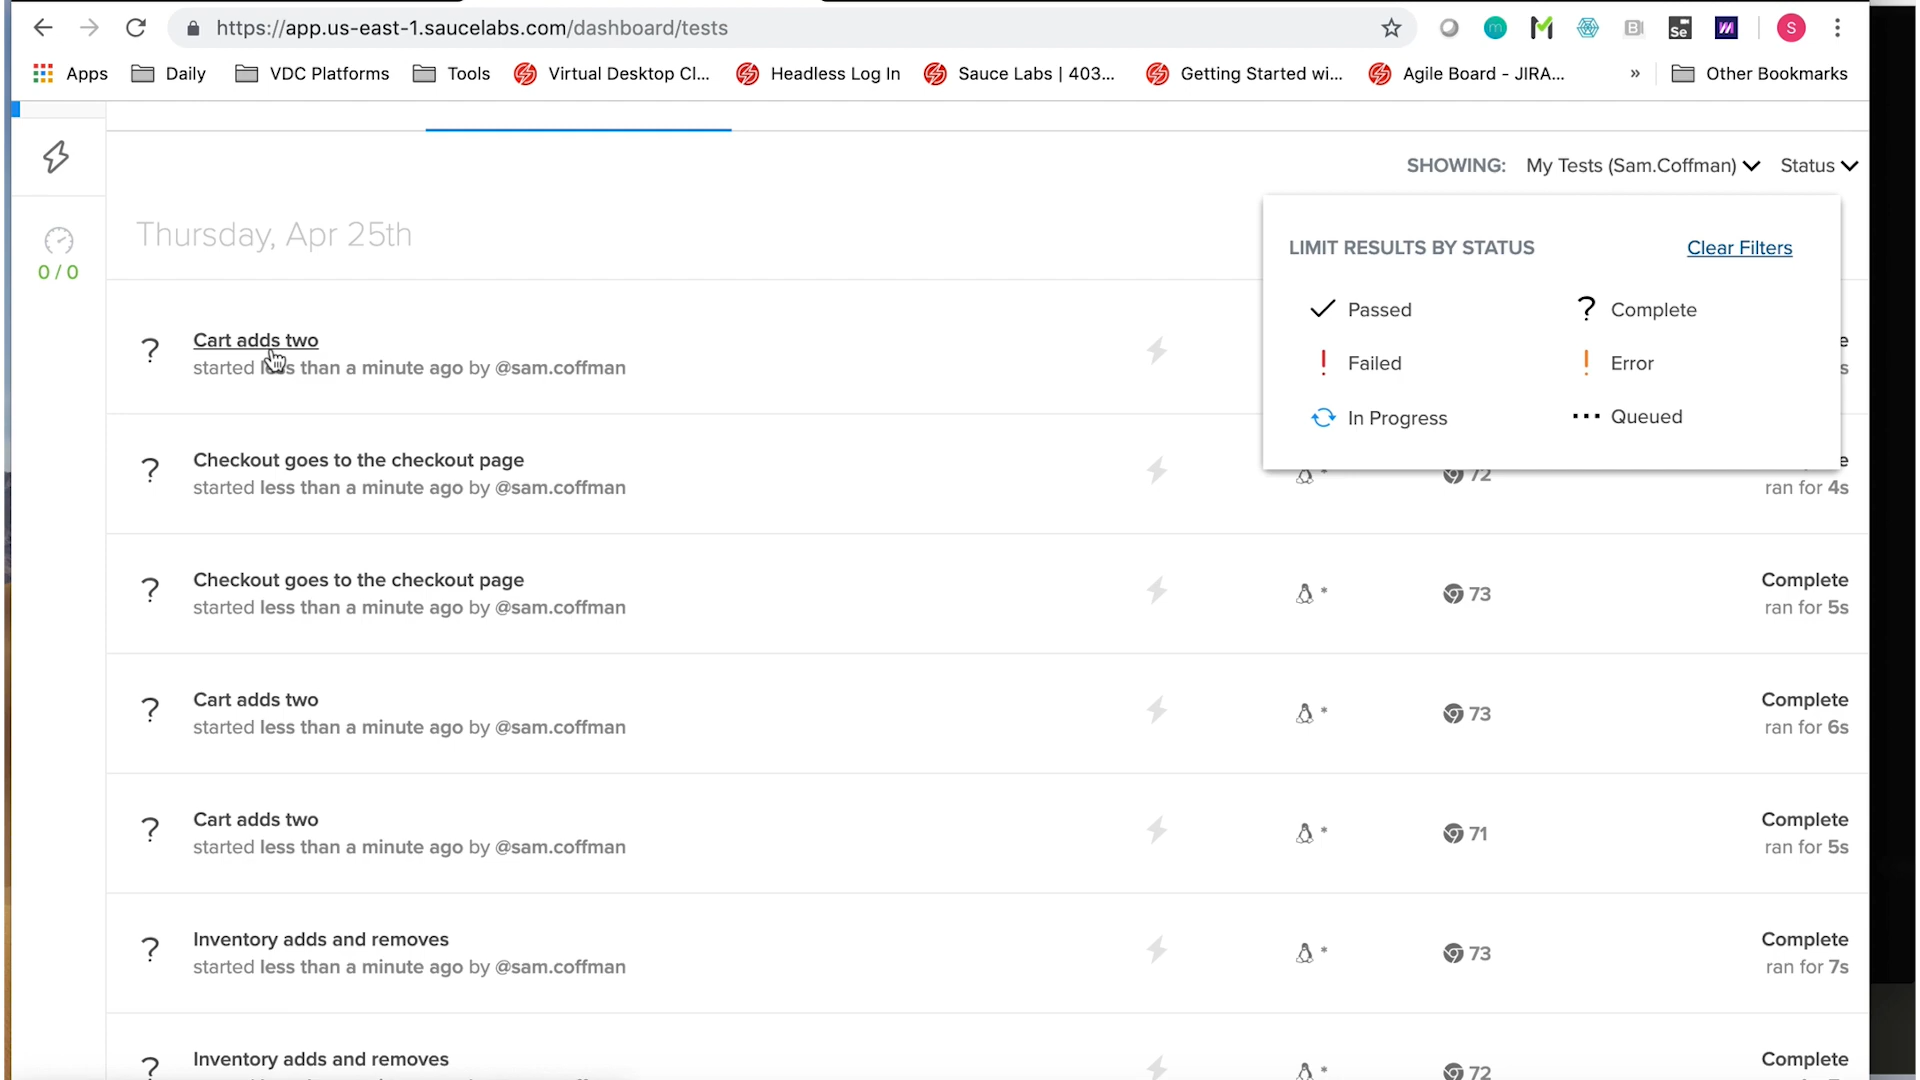 https://app.us-east-1.saucelabs.com/dashboard/tests
S
Apps Daily VDC Platforms Tools Virtual Desktop Cl... Headless Log In Sauce Labs | 403... Getting Started wi... Agile Board - JIRA... » Other Bookmarks
SHOWING: My Tests (Sam.Coffman) Status
Thursday, Apr 25th
0 / 0
LIMIT RESULTS BY STATUS Clear Filters
Passed ? Complete
! Failed ! Error
In Progress ... Queued
? Cart adds two
started less than a minute ago by @sam.coffman
? Checkout goes to the checkout page
started less than a minute ago by @sam.coffman
72
ran for 4s
? Checkout goes to the checkout page
started less than a minute ago by @sam.coffman
* 73
Complete
ran for 5s
? Cart adds two
started less than a minute ago by @sam.coffman
* 73
Complete
ran for 6s
? Cart adds two
started less than a minute ago by @sam.coffman
* 71
Complete
ran for 5s
? Inventory adds and removes
started less than a minute ago by @sam.coffman
* 73
Complete
ran for 7s
? Inventory adds and removes
* 72
Complete